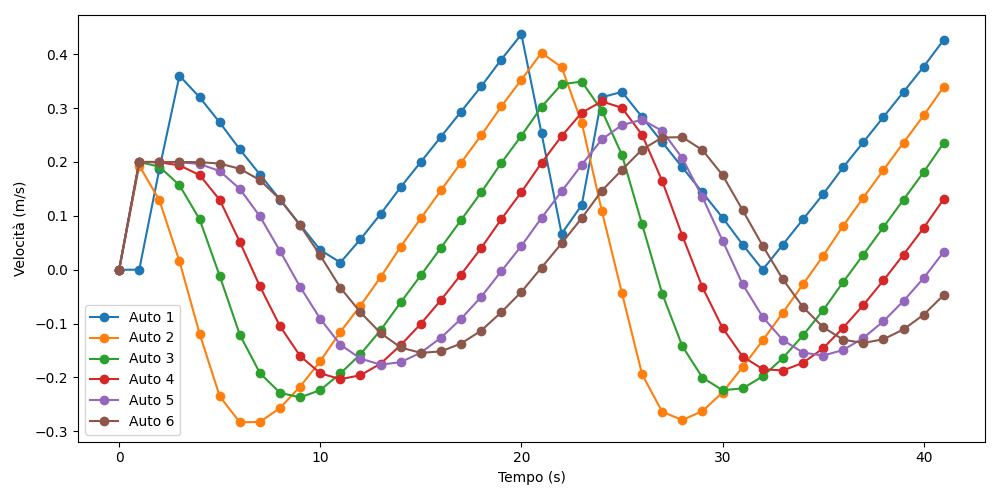 0.4
0.3
0.2
0.1
0.0
−0.1
−0.2
−0.3
Velocità (m/s)
Auto 1
Auto 2
Auto 3
Auto 4
Auto 5
Auto 6
0 10 20 30 40
Tempo (s)